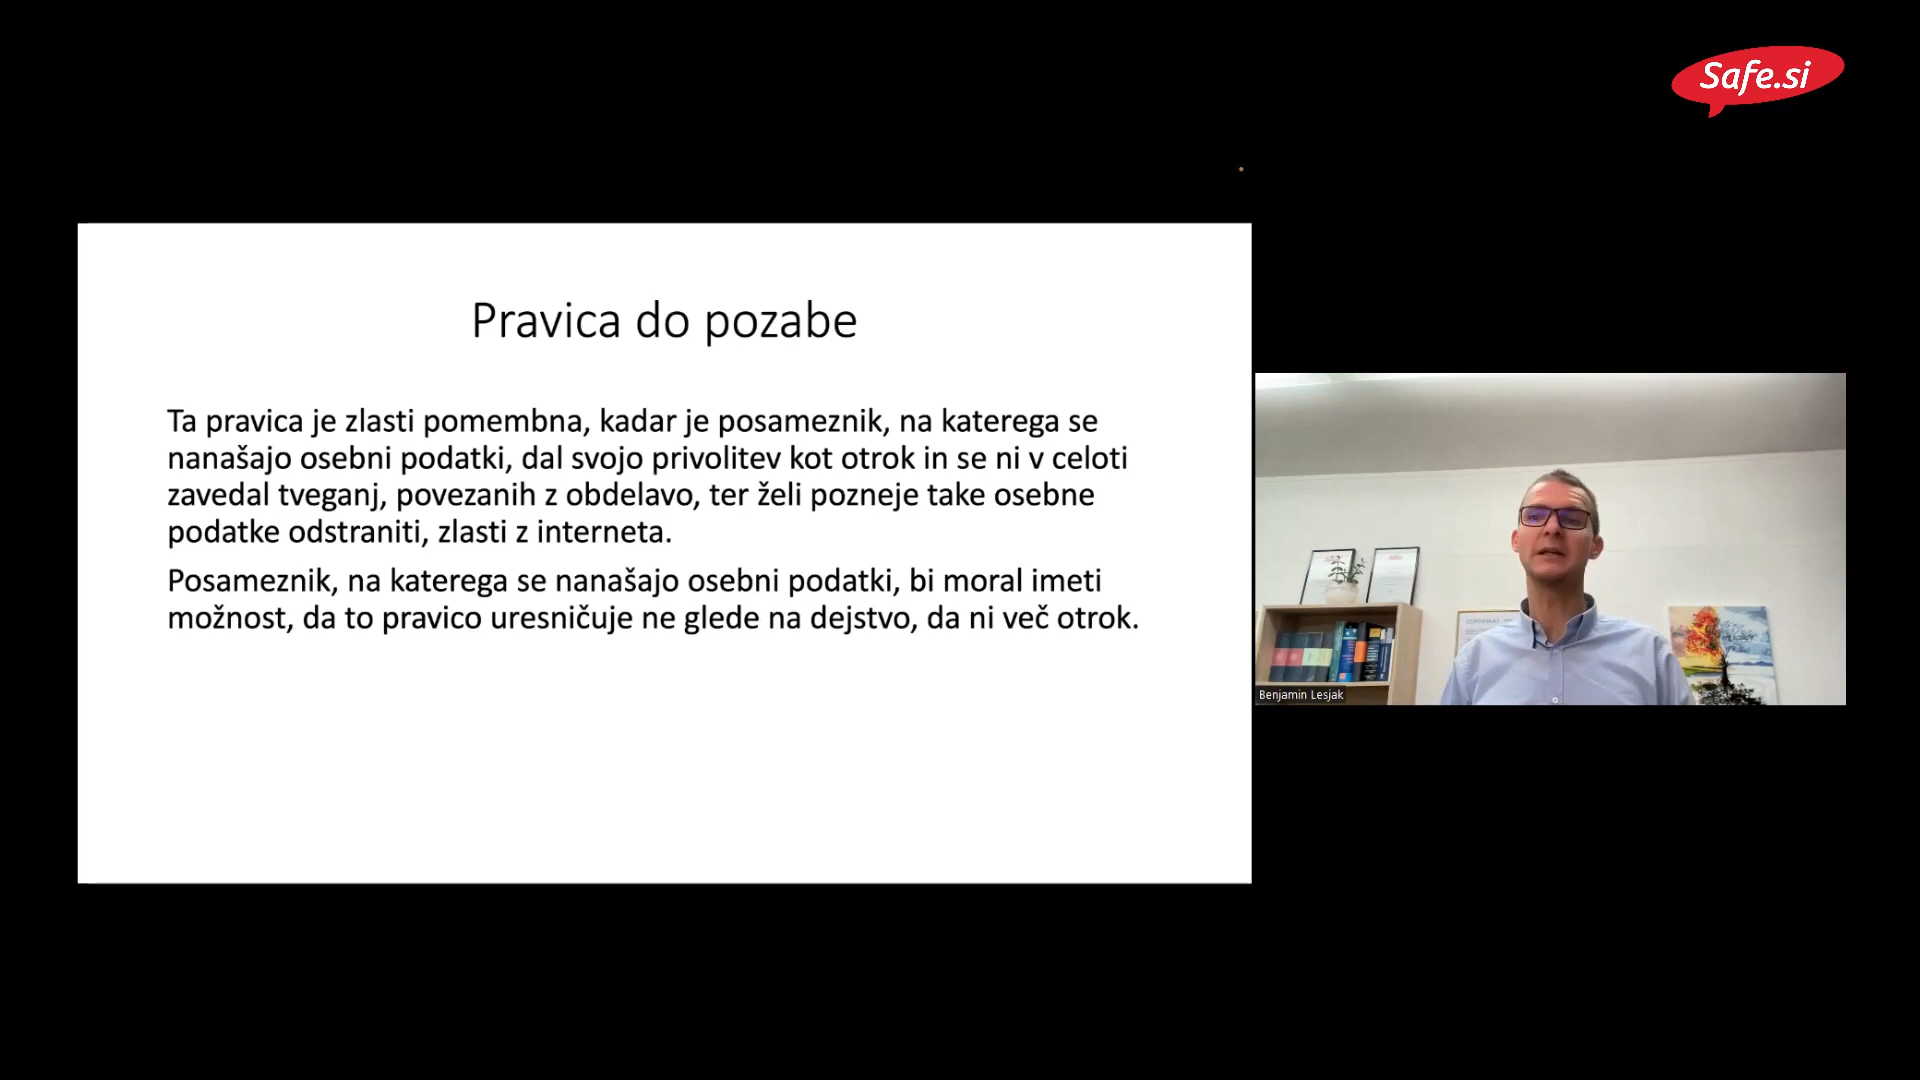 Safe.si
Pravica do pozabe
Ta pravica je zlasti pomembna, kadar je posameznik, na katerega se
nanašajo osebni podatki, dal svojo privolitev kot otrok in se ni v celoti
zavedal tveganj, povezanih z obdelavo, ter želi pozneje take osebne
podatke odstraniti, zlasti z interneta.
Posameznik, na katerega se nanašajo osebni podatki, bi moral imeti
možnost, da to pravico uresničuje ne glede na dejstvo, da ni več otrok.
Benjamin Lesjak